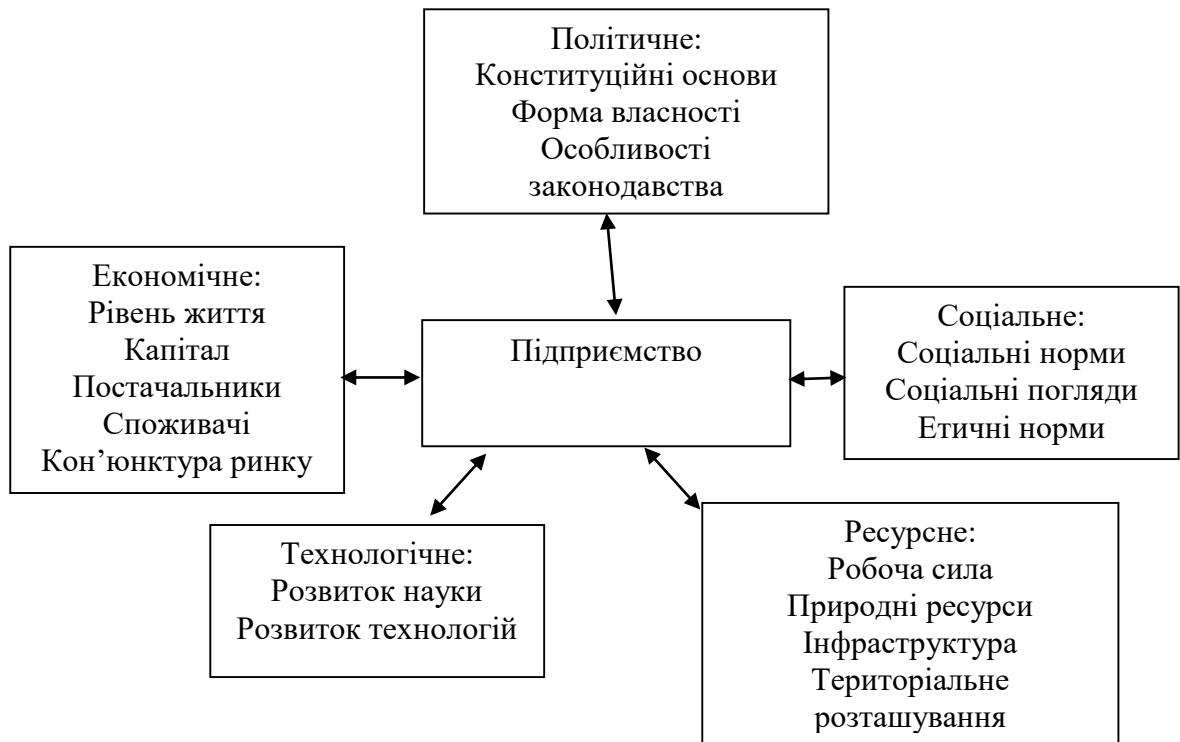 Політичне:
Конституційні основи
Форма власності
Особливості
законодавства
Економічне:
Рівень життя
Капітал
Постачальники
Споживачі
Кон’юнктура ринку
Підприємство
Соціальне:
Соціальні норми
Соціальні погляди
Етичні норми
Технологічне:
Розвиток науки
Розвиток технологій
Ресурсне:
Робоча сила
Природні ресурси
Інфраструктура
Територіальне
розташування